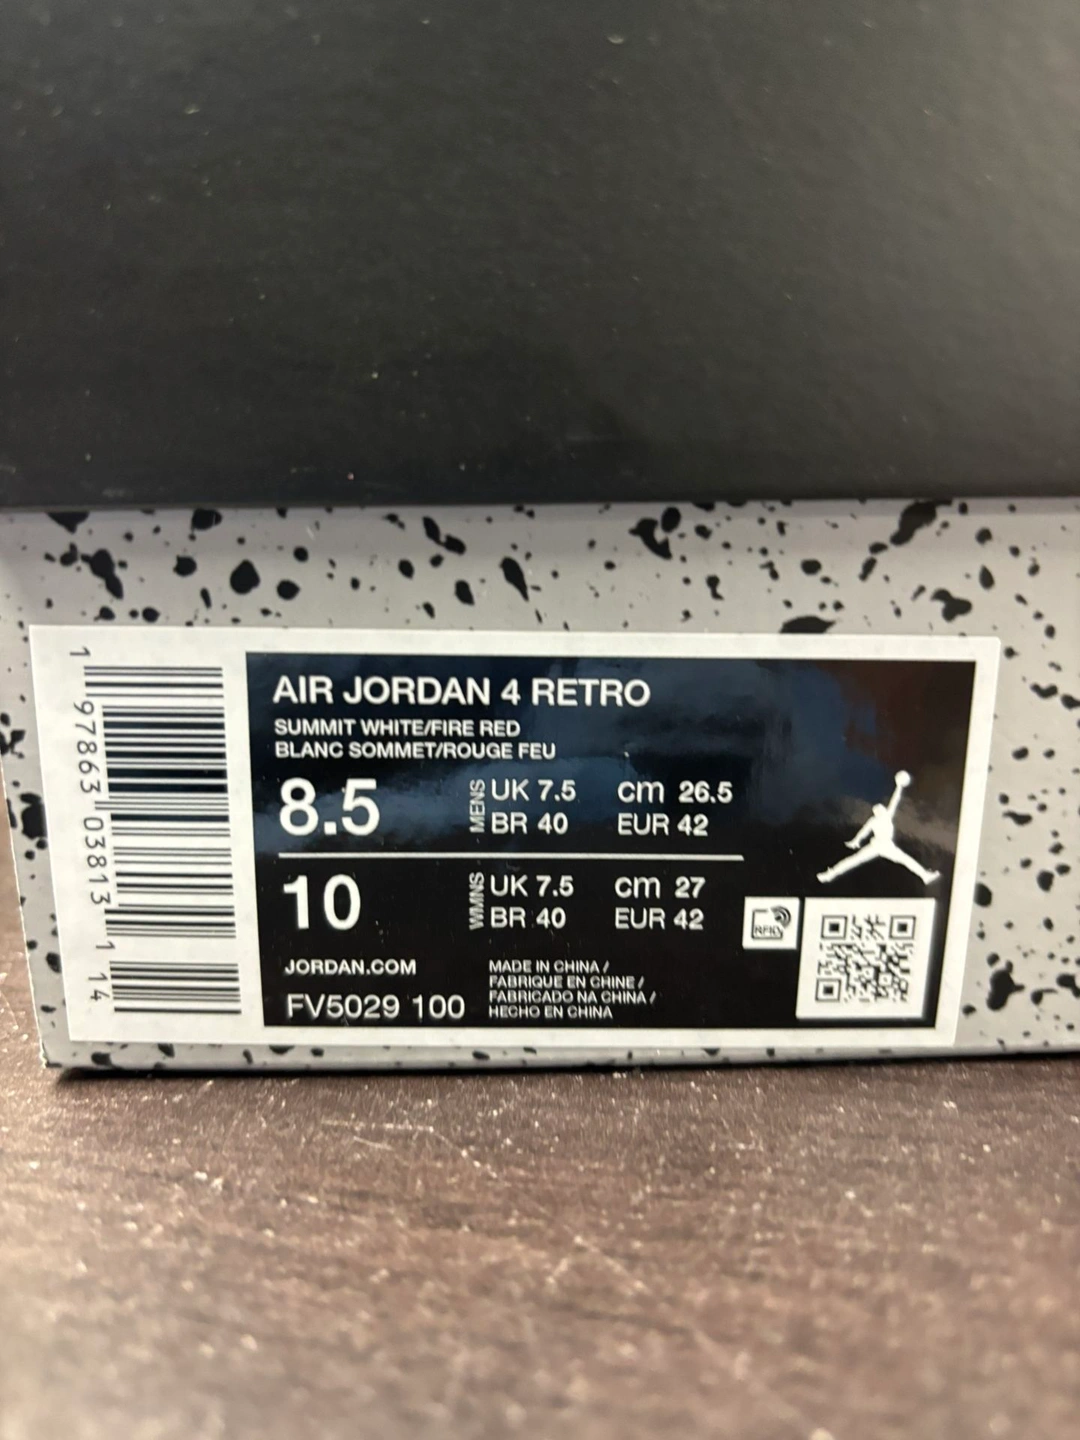 1 97863 03813 1 14
AIR JORDAN 4 RETRO
SUMMIT WHITE/FIRE RED
BLANC SOMMET/ROUGE FEU
8.5 MENS UK 7.5 cm 26.5
BR 40 EUR 42
10 WMNS UK 7.5 cm 27
BR 40 EUR 42
RFID
JORDAN.COM
FV5029 100
MADE IN CHINA /
FABRIQUE EN CHINE /
FABRICADO NA CHINA /
HECHO EN CHINA